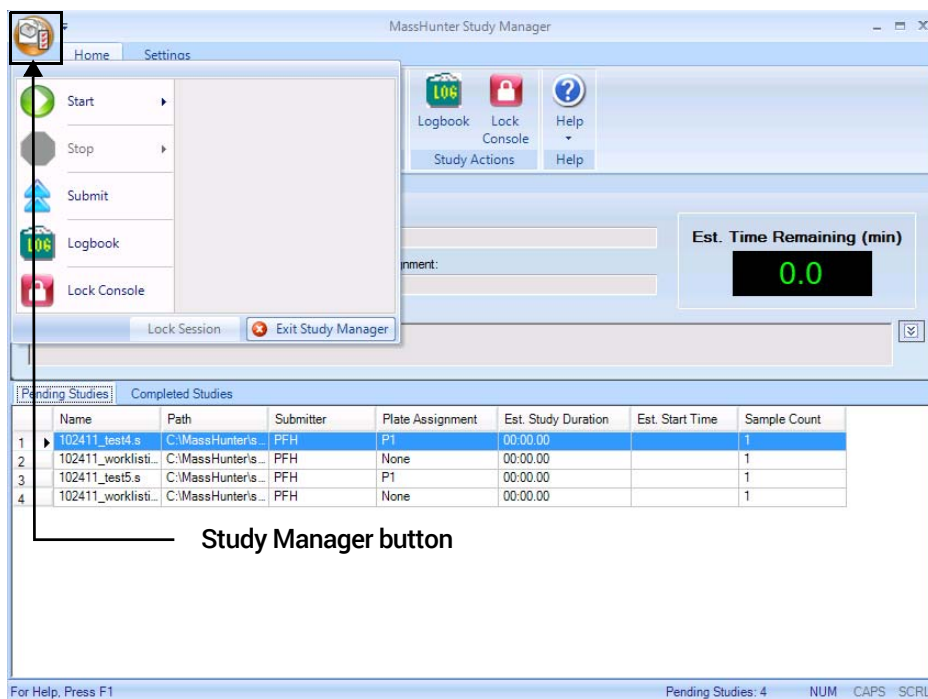 MassHunter Study Manager
Home Settings
Start
Stop
Submit
LOG Logbook
Lock Console
Lock Session Exit Study Manager
LOG
Logbook Lock Console Help
Study Actions Help
nment:
Est. Time Remaining (min)
0.0
Pending Studies Completed Studies
Name Path Submitter Plate Assignment Est. Study Duration Est. Start Time Sample Count
1 102411_test4.s C:\MassHunter\s... PFH P1 00:00.00 1
2 102411_worklisti... C:\MassHunter\s... PFH None 00:00.00 1
3 102411_test5.s C:\MassHunter\s... PFH P1 00:00.00 1
4 102411_worklisti... C:\MassHunter\s... PFH None 00:00.00 1
Study Manager button
For Help, Press F1 Pending Studies: 4 NUM CAPS SCRL